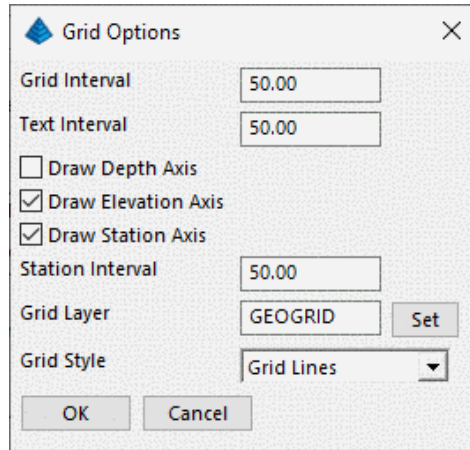 Grid Options
Grid Interval 50.00
Text Interval 50.00
Draw Depth Axis
Draw Elevation Axis
Draw Station Axis
Station Interval 50.00
Grid Layer GEOGRID Set
Grid Style Grid Lines
OK Cancel